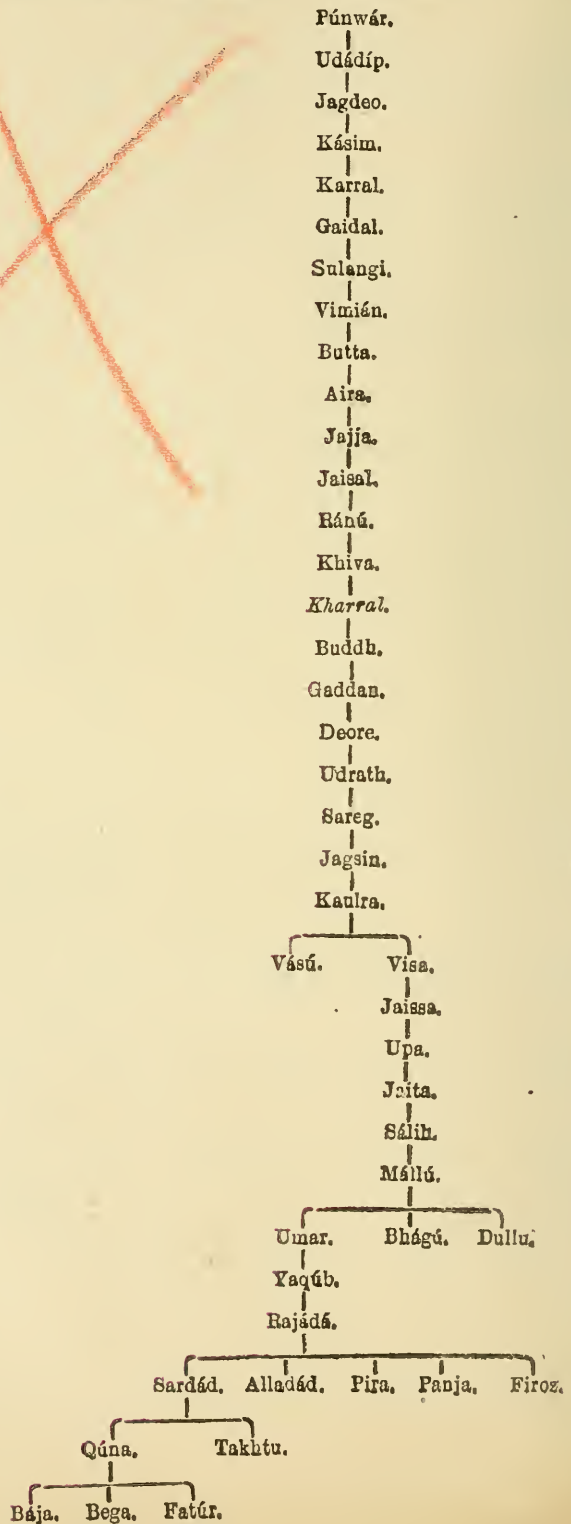 Púnwár.
Udádíp.
Jagdeo.
Kásim.
Karral.
Gaidal.
Sulangi.
Vimián.
Butta.
Aira.
Jajja.
Jaisal.
Ránú.
Khiva.
Kharral.
Buddh.
Gaddan.
Deore.
Udrath.
Sareg.
Jagsin.
Kaulra.
Vású. Visa.
Jaissa.
Upa.
Jaita.
Sálih.
Mállú.
Umar. Bhágú. Dullu.
Yaqúb.
Rajádá.
Sardád. Alladád. Pira. Panja. Firoz.
Qúna. Takhtu.
Bája. Bega. Fatúr.